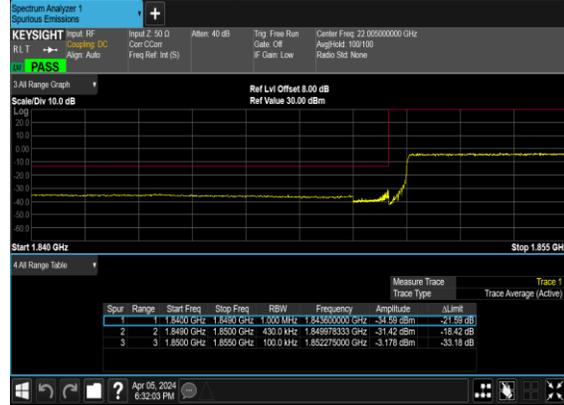 Spectrum Analyzer 1
Spurious Emissions
+
KEYSIGHT Input: RF Input Z: 50 Ω Atten: 40 dB Trig: Free Run Center Freq: 22.005000000 GHz
RLT Coupling: DC Corr CCorr Gate: Off Avg|Hold: 100/100
Align: Auto Freq Ref: Int (S) IF Gain: Low Radio Std: None
PASS
3 All Range Graph
Ref Lvl Offset 8.00 dB
Scale/Div 10.0 dB Ref Value 30.00 dBm
Log
20.0
10.0
0.00
-10.0
-20.0
-30.0
-40.0
-50.0
-60.0
Start 1.840 GHz Stop 1.855 GH
4 All Range Table
Measure Trace Trace 1
Trace Type Trace Average (Active)
Spur Range Start Freq Stop Freq RBW Frequency Amplitude ΔLimit
1 1 1.8400 GHz 1.8490 GHz 1.000 MHz 1.843600000 GHz -34.59 dBm -21.59 dB
2 2 1.8490 GHz 1.8500 GHz 430.0 kHz 1.849978333 GHz -31.42 dBm -18.42 dB
3 3 1.8500 GHz 1.8550 GHz 100.0 kHz 1.852275000 GHz -3.178 dBm -33.18 dB
? Apr 05, 2024
6:32:03 PM